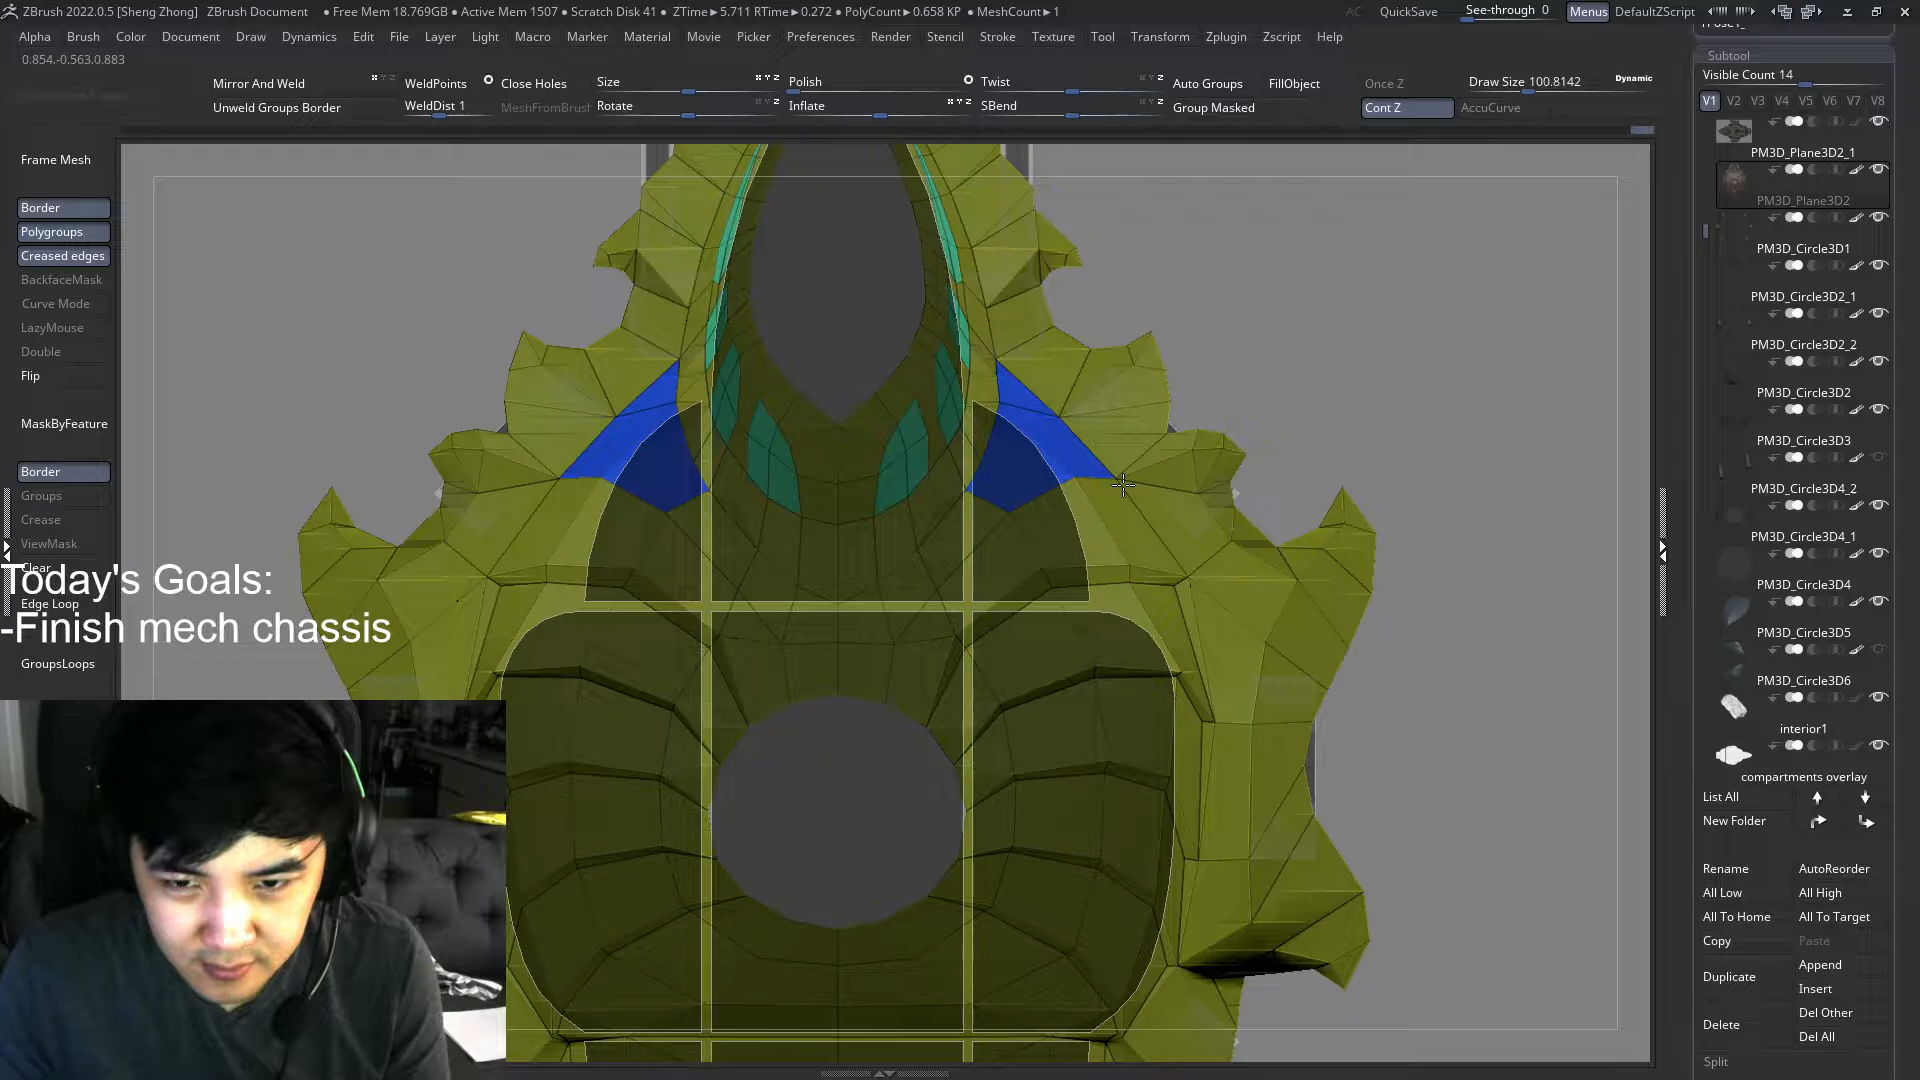 ZBrush 2022.0.5 [Sheng Zhong] ZBrush Document ● Free Mem 18.769GB ● Active Mem 1507 ● Scratch Disk 41 ● ZTime►5.711 RTime►0.272 ● PolyCount►0.658 KP ● MeshCount►1 AC QuickSave See-through 0 Menus DefaultZScript
Alpha Brush Color Document Draw Dynamics Edit File Layer Light Macro Marker Material Movie Picker Preferences Render Stencil Stroke Texture Tool Transform Zplugin Zscript Help
0.854,-0.563,0.883
Mirror And Weld WeldPoints Close Holes Size Polish Twist Auto Groups FillObject Once Z Draw Size 100.8142 Dynamic
Unweld Groups Border WeldDist 1 MeshFromBrush Rotate Inflate SBend Group Masked Cont Z AccuCurve
Frame Mesh
Border
Polygroups
Creased edges
BackfaceMask
Curve Mode
LazyMouse
Double
Flip
MaskByFeature
Border
Groups
Crease
ViewMask
Clear
Today's Goals:
Edge Loop
-Finish mech chassis
GroupsLoops
Subtool
Visible Count 14
V1 V2 V3 V4 V5 V6 V7 V8
PM3D_Plane3D2_1
PM3D_Plane3D2
PM3D_Circle3D1
PM3D_Circle3D2_1
PM3D_Circle3D2_2
PM3D_Circle3D2
PM3D_Circle3D3
PM3D_Circle3D4_2
PM3D_Circle3D4_1
PM3D_Circle3D4
PM3D_Circle3D5
PM3D_Circle3D6
interior1
compartments overlay
List All
New Folder
Rename AutoReorder
All Low All High
All To Home All To Target
Copy Paste
Append
Duplicate
Insert
Del Other
Delete
Del All
Split